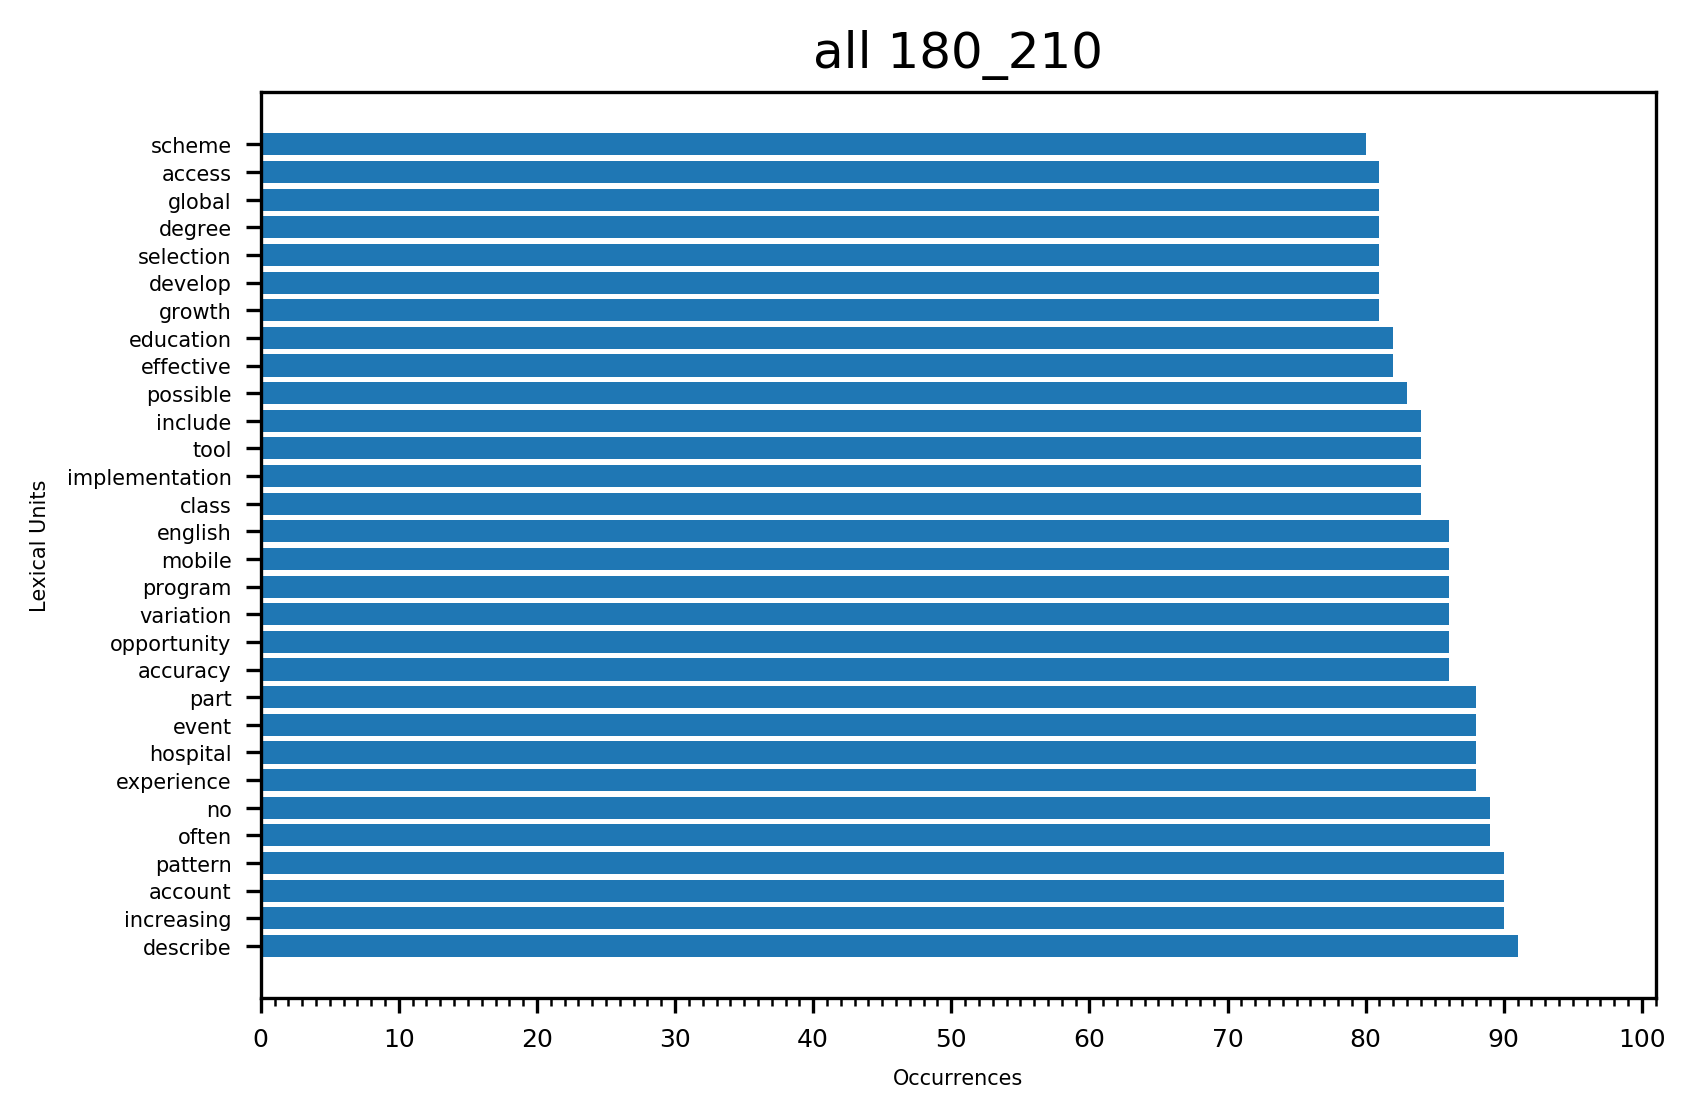 all 180_210
scheme
access
global
degree
selection
develop
growth
education
effective
possible
include
tool
implementation
class
english
mobile
program
variation
opportunity
accuracy
part
event
hospital
experience
no
often
pattern
account
increasing
describe
Lexical Units
0 10 20 30 40 50 60 70 80 90 100
Occurrences